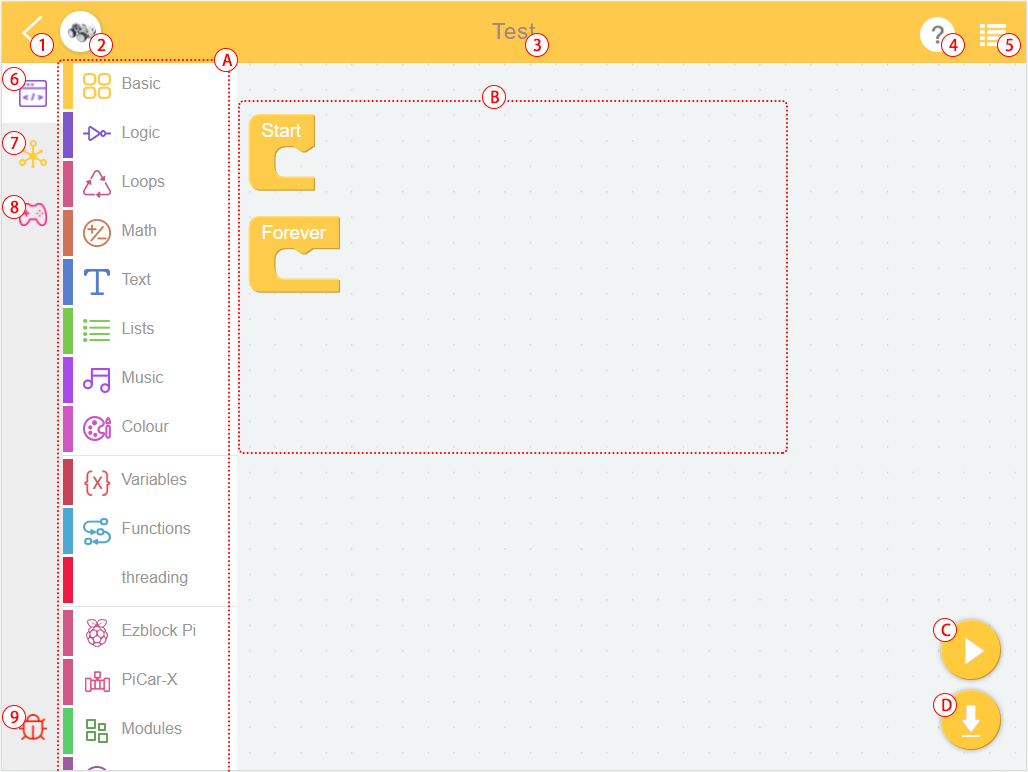 Test
?
1
2
3
4
5
A
6
Basic
B
</>
Start
Logic
7
Loops
8
Forever
Math
T
Text
Lists
Music
Colour
{x}
Variables
Functions
threading
Ezblock Pi
C
PiCar-X
D
9
Modules